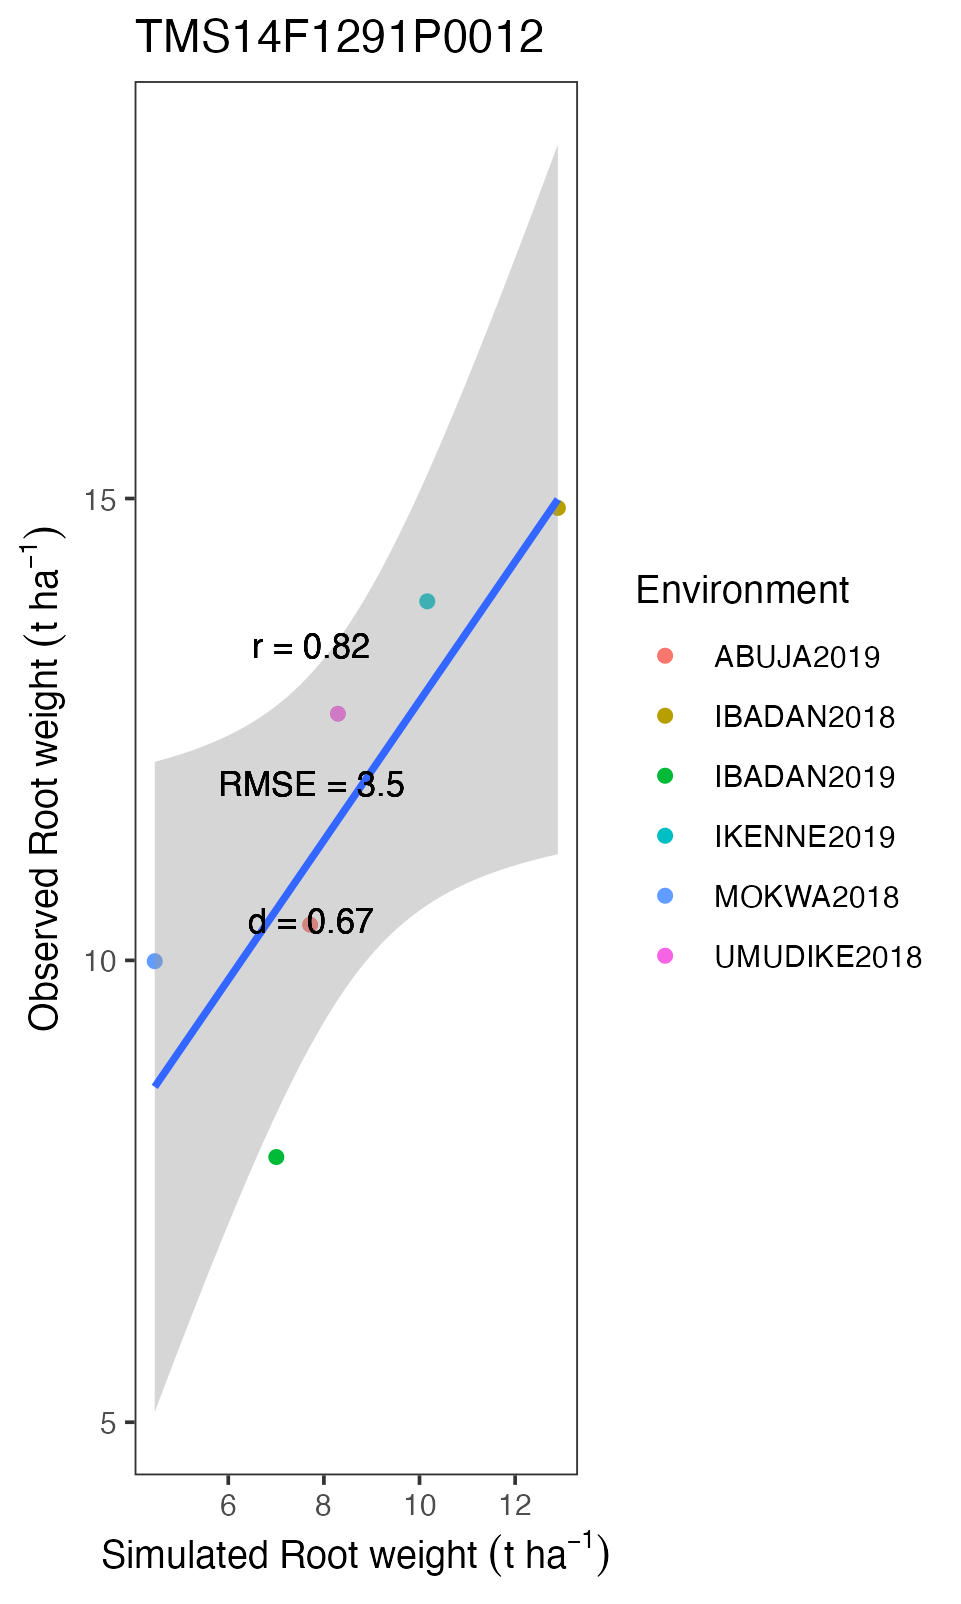 TMS14F1291P0012
Observed Root weight (t ha⁻¹)
15
10
5
r = 0.82
RMSE = 3.5
d = 0.67
6 8 10 12
Simulated Root weight (t ha⁻¹)
Environment
ABUJA2019
IBADAN2018
IBADAN2019
IKENNE2019
MOKWA2018
UMUDIKE2018